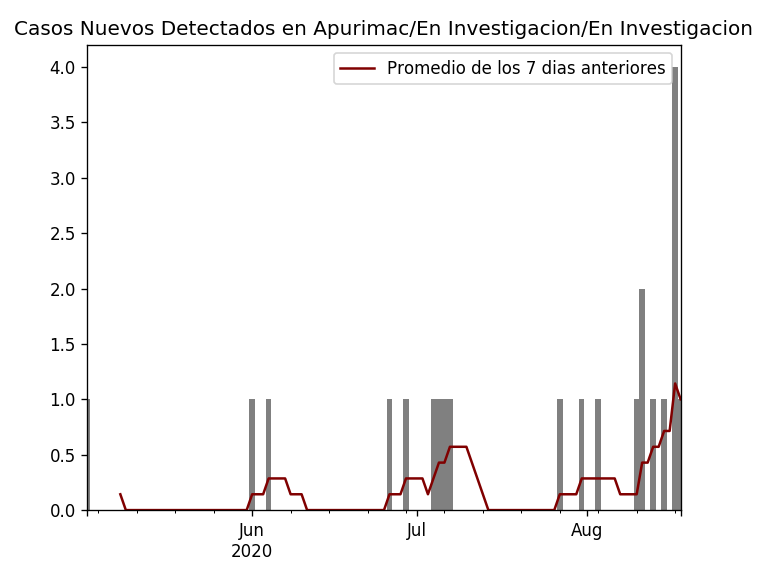 Casos Nuevos Detectados en Apurimac/En Investigacion/En Investigacion
Promedio de los 7 dias anteriores
4.0
3.5
3.0
2.5
2.0
1.5
1.0
0.5
0.0
Jun
2020
Jul
Aug